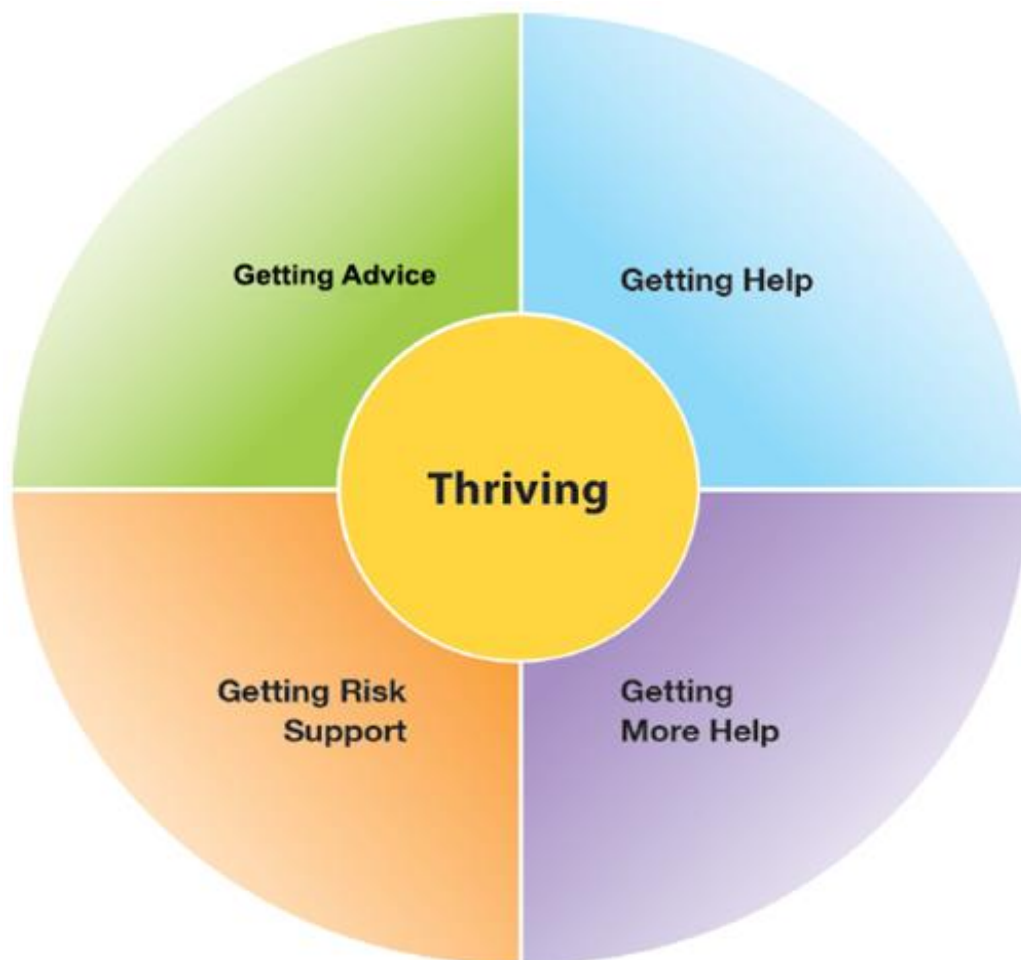 Getting Advice
Getting Help
Thriving
Getting Risk
Support
Getting
More Help